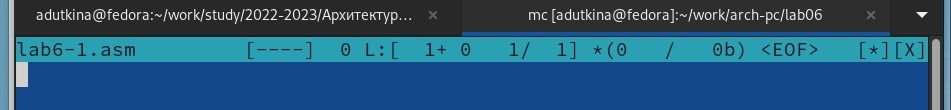 adutkina@fedora:~/work/study/2022-2023/Архитектур… × mc [adutkina@fedora]:~/work/arch-pc/lab06 ×
lab6-1.asm [----] 0 L:[ 1+ 0 1/ 1] *(0 / 0b) <EOF> [*][X]